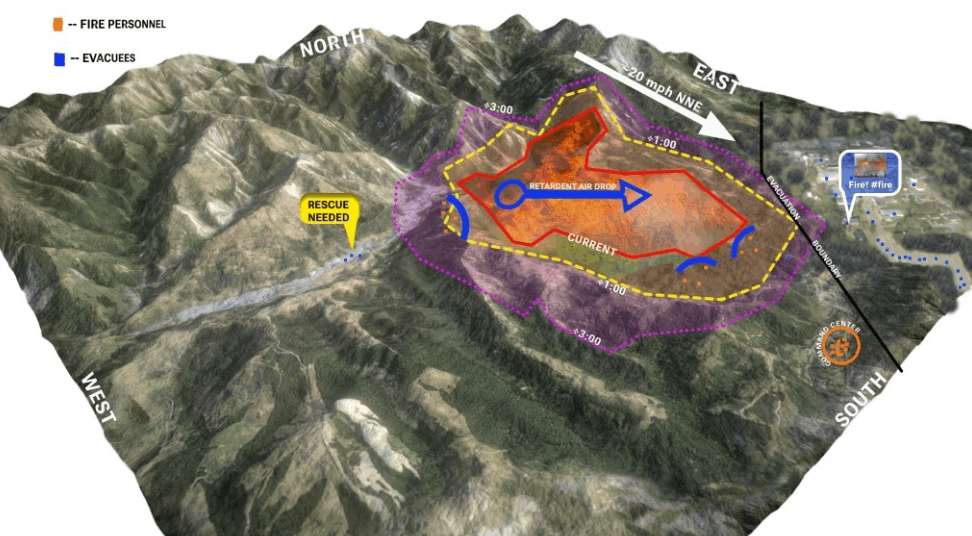 -- FIRE PERSONNEL
-- EVACUEES
NORTH
EAST
~20 mph NNE
+3:00
+1:00
RESCUE
NEEDED
RETARDENT AIR DROP
EVACUATION
BOUNDARY
Fire! #fire
CURRENT
+1:00
+3:00
COMMAND CENTER
WEST
SOUTH